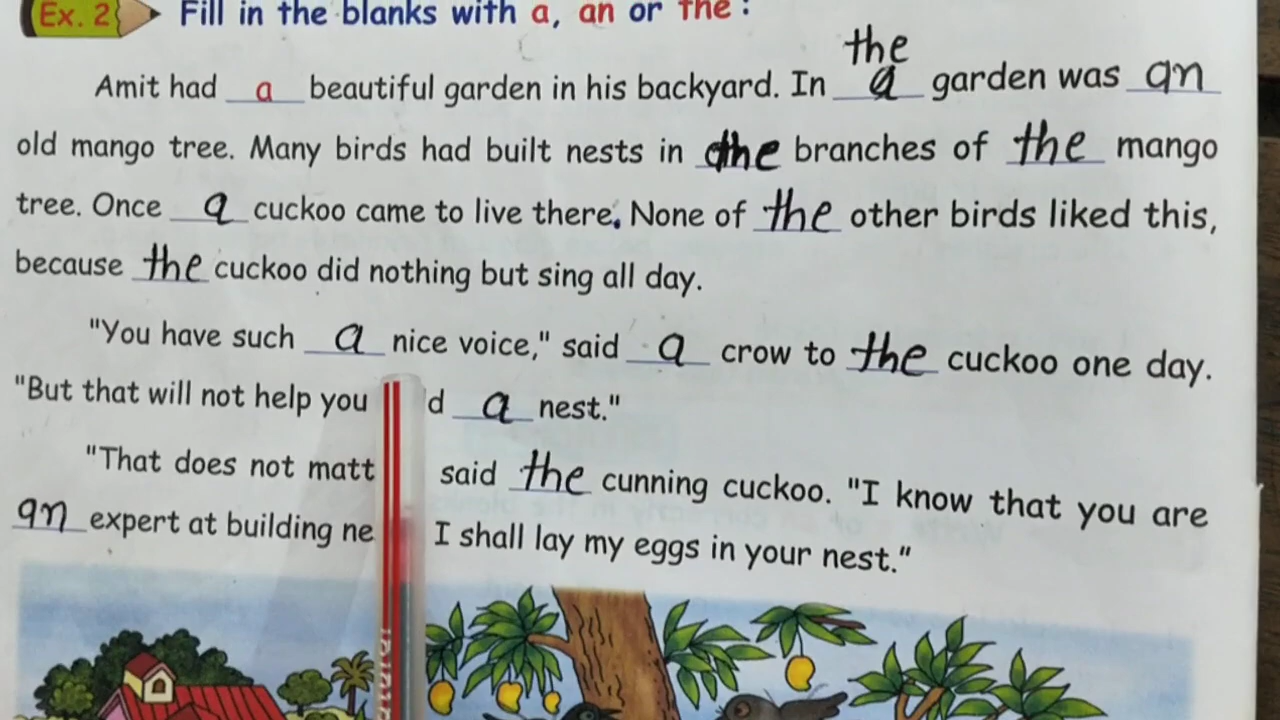 Ex. 2 Fill in the blanks with a, an or the:
the
Amit had a beautiful garden in his backyard. In a garden was an
old mango tree. Many birds had built nests in the branches of the mango
tree. Once a cuckoo came to live there. None of the other birds liked this,
because the cuckoo did nothing but sing all day.
"You have such a nice voice," said a crow to the cuckoo one day.
"But that will not help you d a nest."
"That does not matt said the cunning cuckoo. "I know that you are
an expert at building ne I shall lay my eggs in your nest."